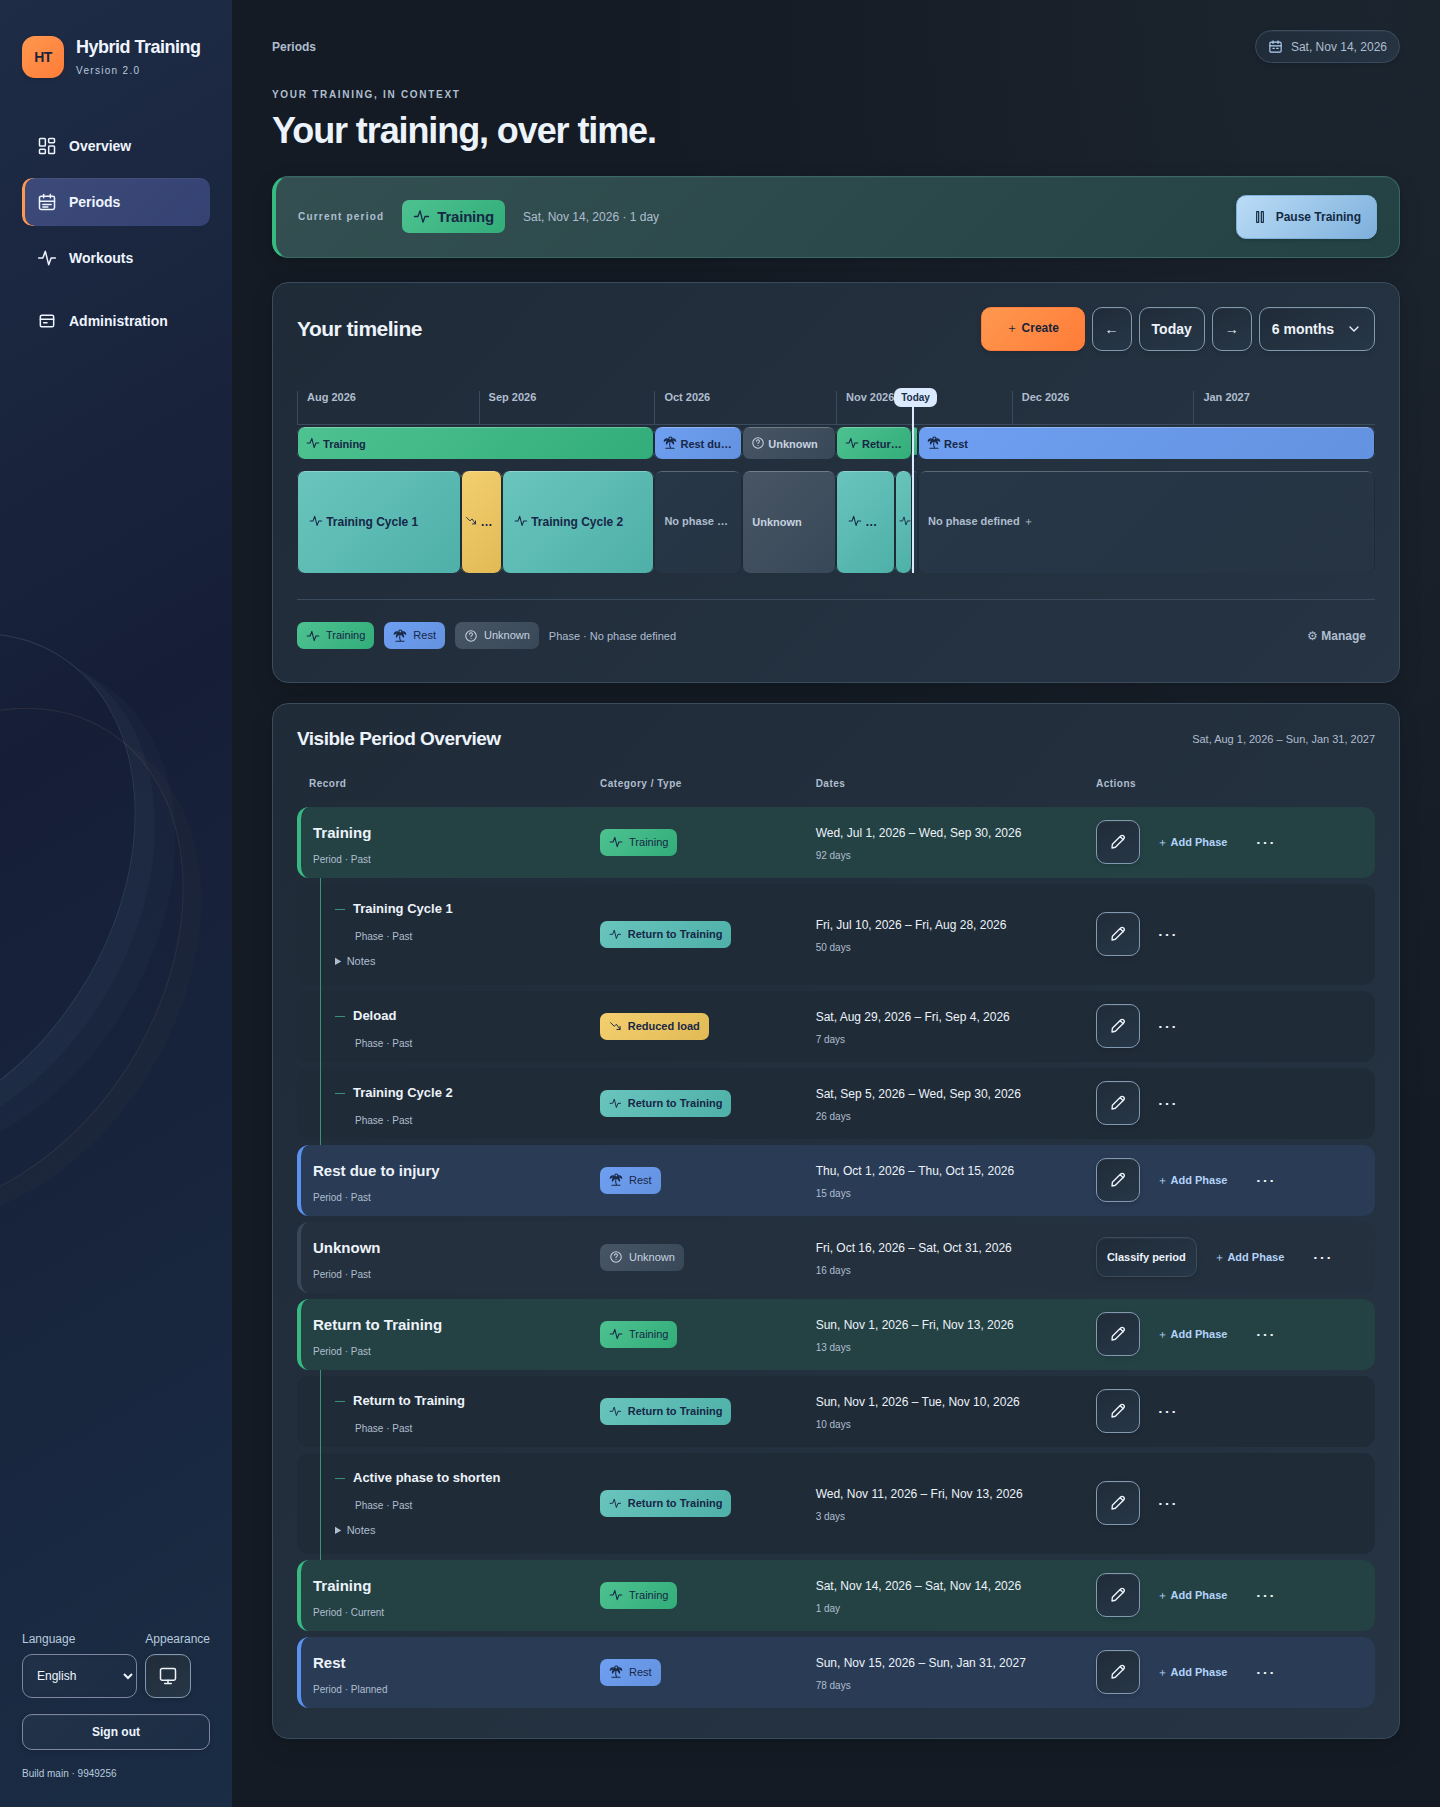 HT
Hybrid Training
Version 2.0
Overview
Periods
Workouts
Administration
Language
Appearance
English
Sign out
Build main · 9949256
Periods
Sat, Nov 14, 2026
YOUR TRAINING, IN CONTEXT
Your training, over time.
Current period
Training
Sat, Nov 14, 2026 · 1 day
Pause Training
Your timeline
+ Create
←
Today
→
6 months
Aug 2026
Sep 2026
Oct 2026
Nov 2026
Today
Dec 2026
Jan 2027
Training
Rest du…
Unknown
Retur…
Rest
Training Cycle 1
…
Training Cycle 2
No phase …
Unknown
…
No phase defined +
Training
Rest
Unknown
Phase · No phase defined
⚙ Manage
Visible Period Overview
Sat, Aug 1, 2026 – Sun, Jan 31, 2027
Record
Category / Type
Dates
Actions
Training
Period · Past
Training
Wed, Jul 1, 2026 – Wed, Sep 30, 2026
92 days
+ Add Phase
···
— Training Cycle 1
Phase · Past
▶ Notes
Return to Training
Fri, Jul 10, 2026 – Fri, Aug 28, 2026
50 days
···
— Deload
Phase · Past
Reduced load
Sat, Aug 29, 2026 – Fri, Sep 4, 2026
7 days
···
— Training Cycle 2
Phase · Past
Return to Training
Sat, Sep 5, 2026 – Wed, Sep 30, 2026
26 days
···
Rest due to injury
Period · Past
Rest
Thu, Oct 1, 2026 – Thu, Oct 15, 2026
15 days
+ Add Phase
···
Unknown
Period · Past
Unknown
Fri, Oct 16, 2026 – Sat, Oct 31, 2026
16 days
Classify period
+ Add Phase
···
Return to Training
Period · Past
Training
Sun, Nov 1, 2026 – Fri, Nov 13, 2026
13 days
+ Add Phase
···
— Return to Training
Phase · Past
Return to Training
Sun, Nov 1, 2026 – Tue, Nov 10, 2026
10 days
···
— Active phase to shorten
Phase · Past
▶ Notes
Return to Training
Wed, Nov 11, 2026 – Fri, Nov 13, 2026
3 days
···
Training
Period · Current
Training
Sat, Nov 14, 2026 – Sat, Nov 14, 2026
1 day
+ Add Phase
···
Rest
Period · Planned
Rest
Sun, Nov 15, 2026 – Sun, Jan 31, 2027
78 days
+ Add Phase
···